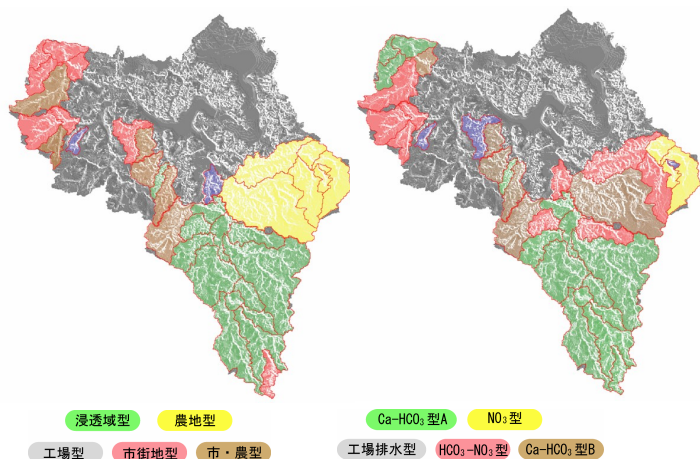 浸透域型 農地型
工場型 市街地型 市・農型
Ca-HCO₃型A NO₃型
工場排水型 HCO₃-NO₃型 Ca-HCO₃型B